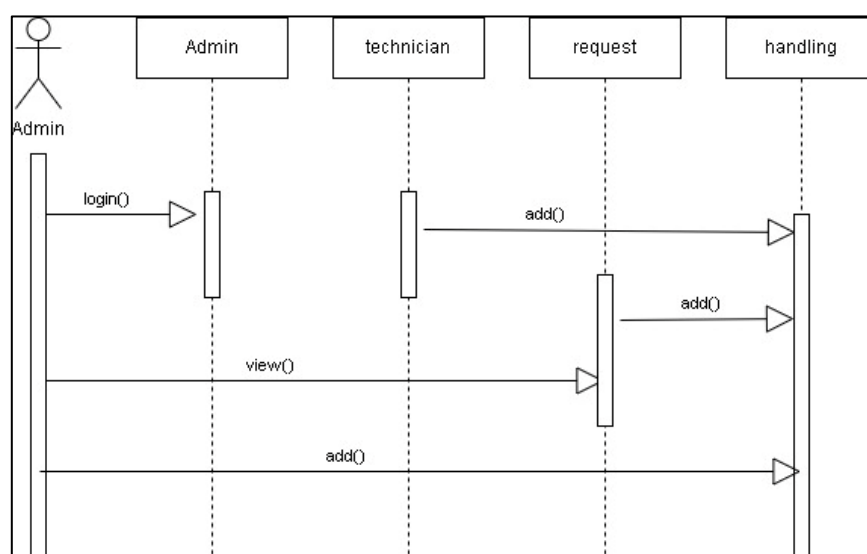 Admin
technician
request
handling
Admin
login()
add()
add()
view()
add()